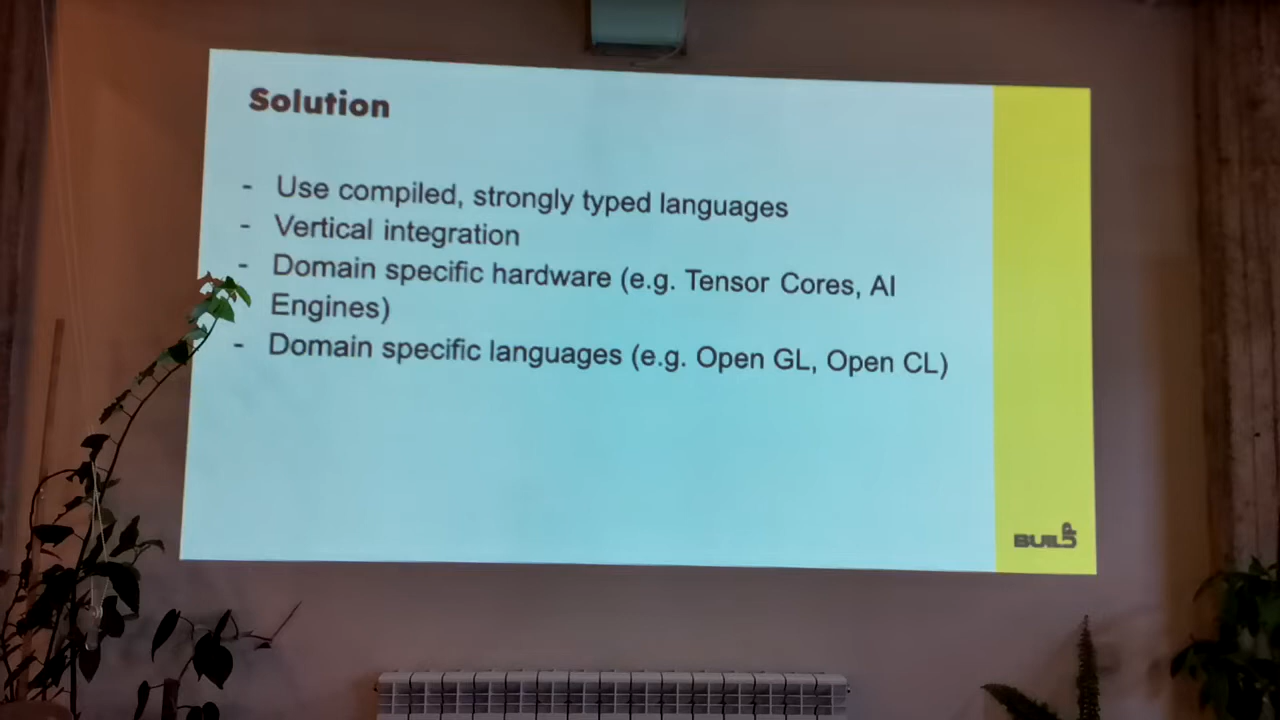 Solution
- Use compiled, strongly typed languages
- Vertical integration
- Domain specific hardware (e.g. Tensor Cores, AI
Engines)
- Domain specific languages (e.g. Open GL, Open CL)
BUILD